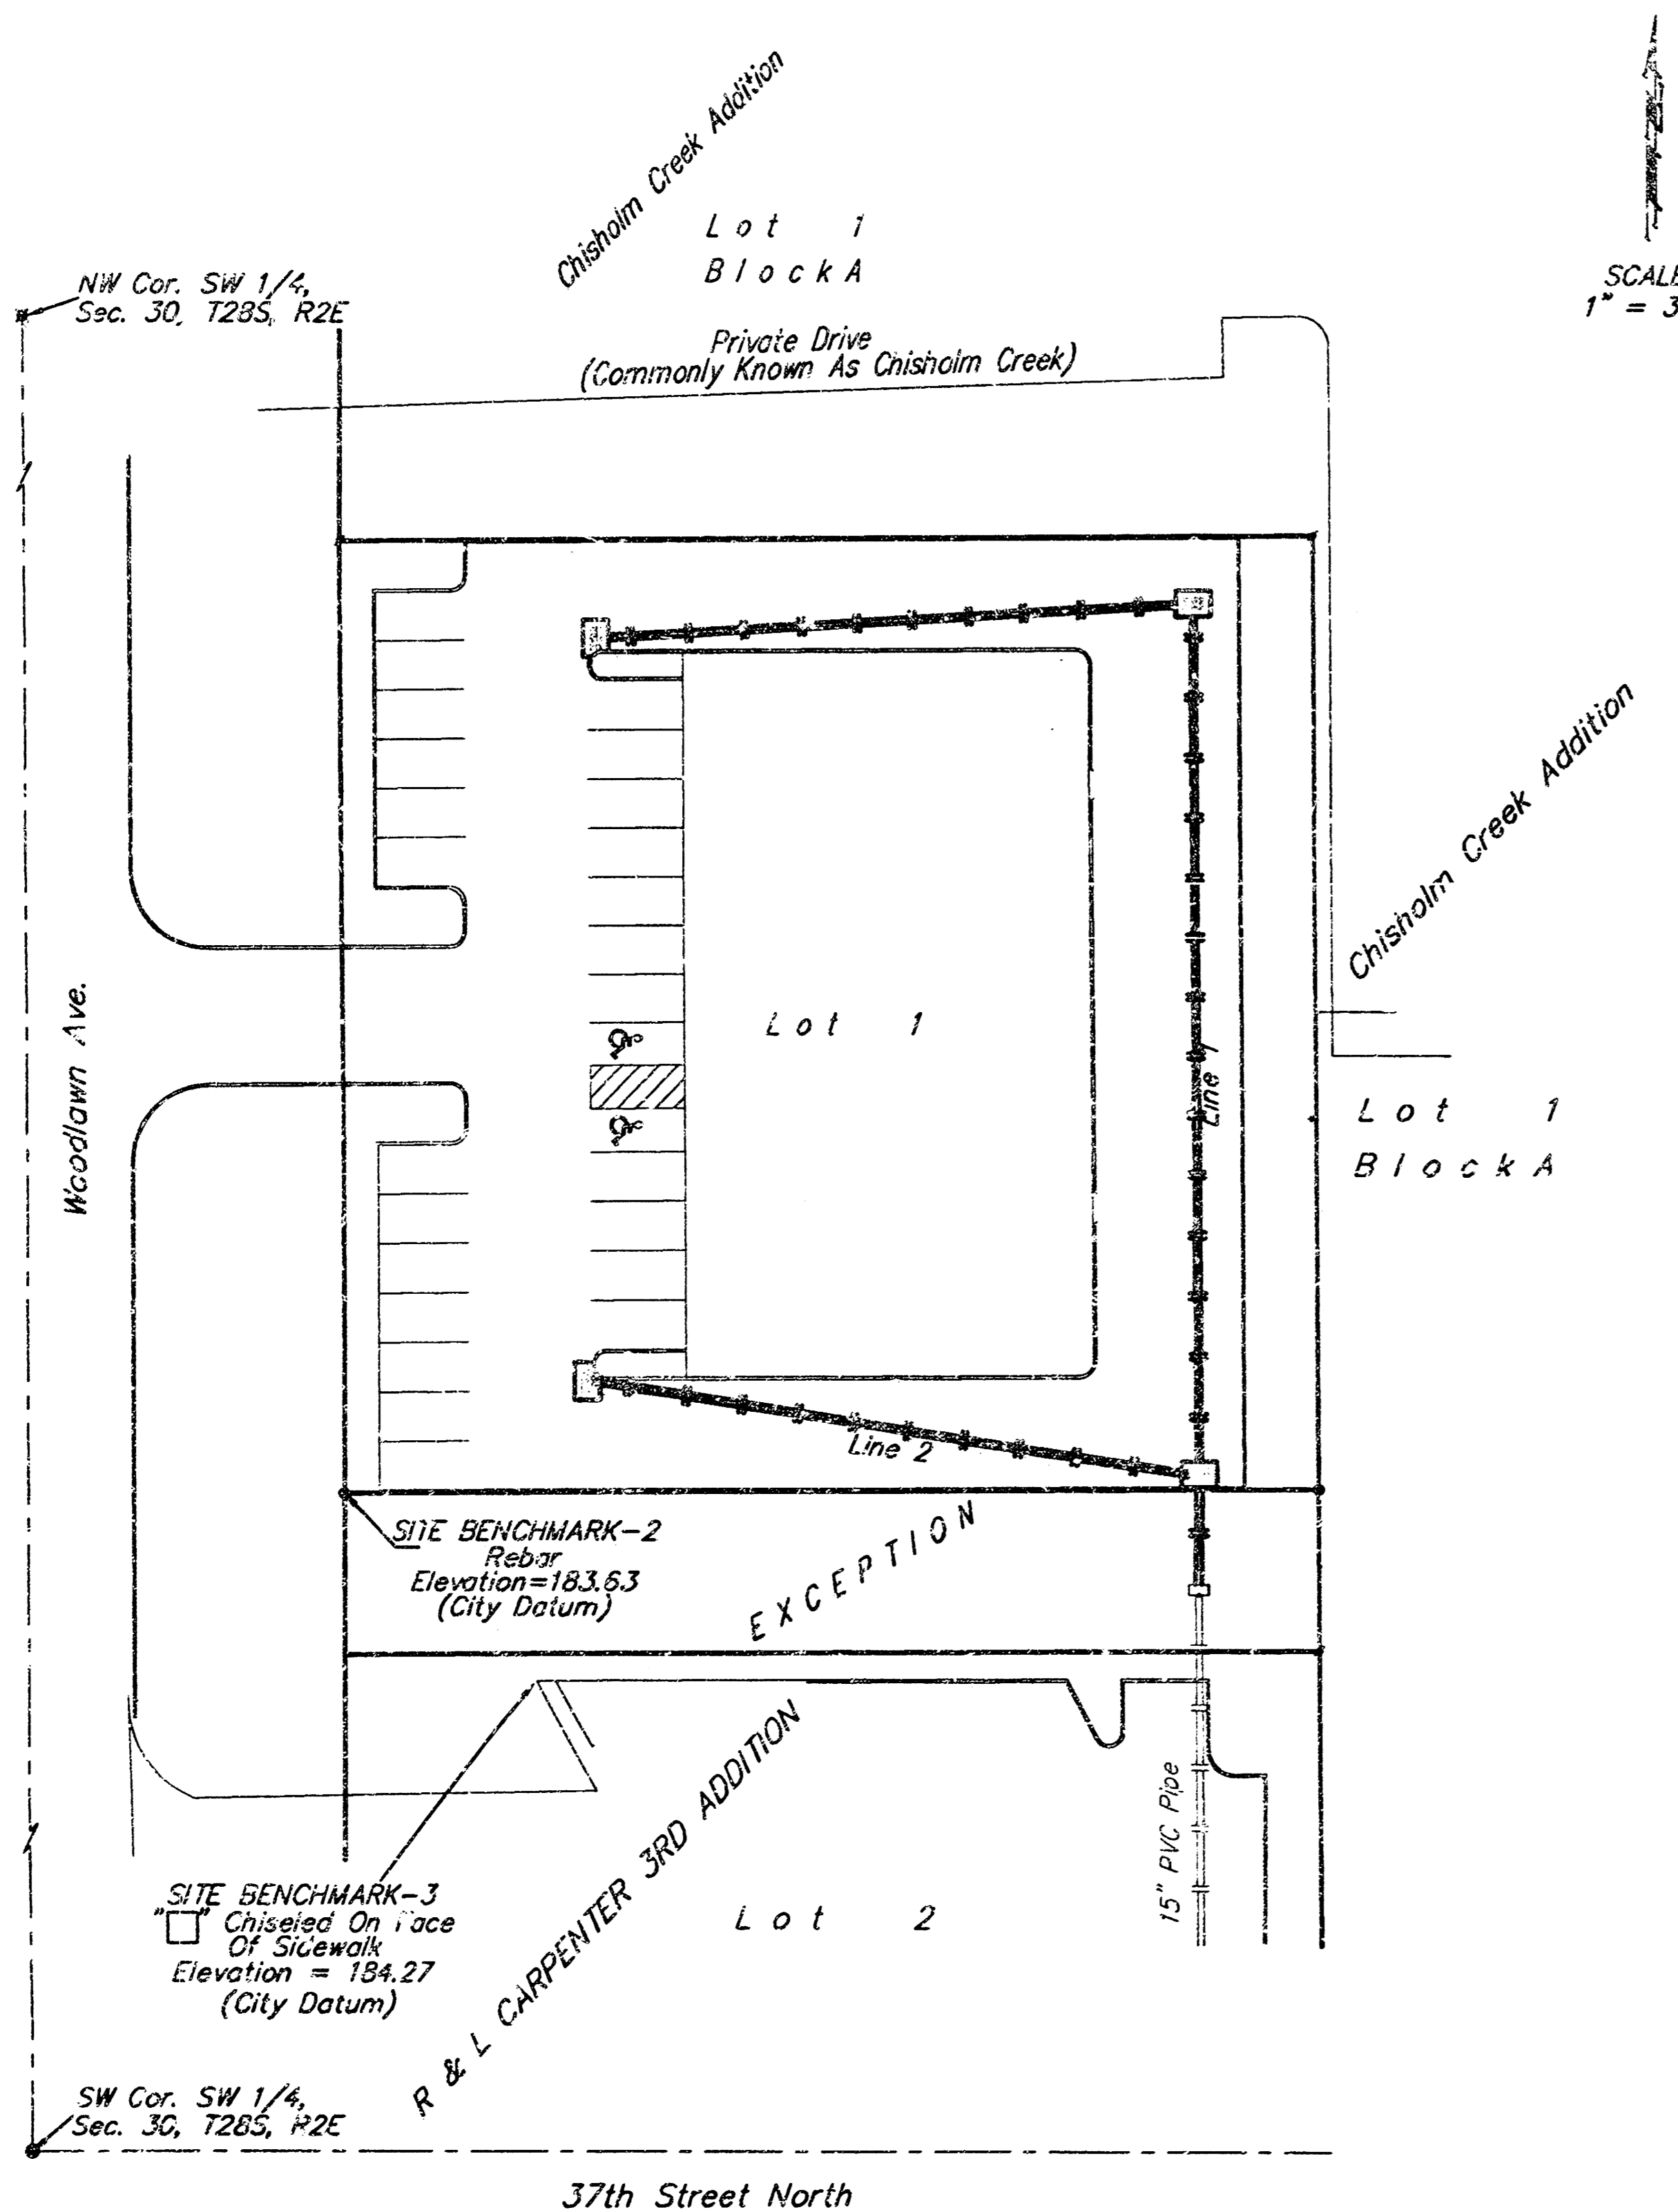 Chisholm Creek Addition
Lot 1
Block A
NW Cor. SW 1/4,
Sec. 30, T28S, R2E
SCALE
1" = 3
Private Drive
(Commonly Known As Chisholm Creek)
Chisholm Creek Addition
Woodlawn Ave.
Lot 1
Line 1
Lot 1
Block A
Line 2
SITE BENCHMARK-2
Rebar
Elevation=183.63
(City Datum)
EXCEPTION
R & L CARPENTER 3RD ADDITION
15" PVC Pipe
SITE BENCHMARK-3
"□" Chiseled On Face
Of Sidewalk
Elevation = 184.27
(City Datum)
Lot 2
SW Cor. SW 1/4,
Sec. 30, T28S, R2E
37th Street North